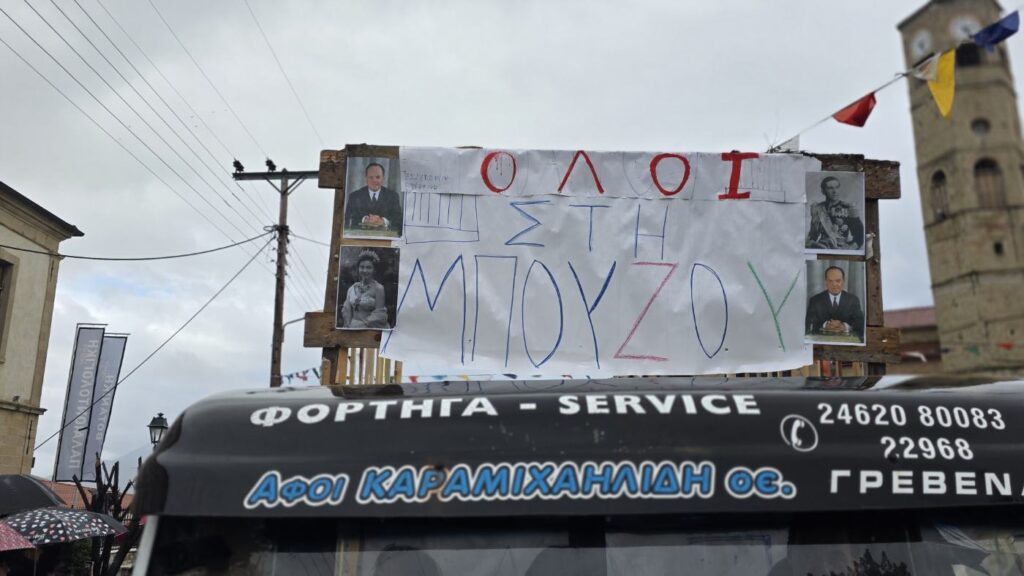 ΟΛΟΙ
ΣΤΗ
ΜΠΟΥΖΟΥ
ΦΟΡΤΗΓΑ - SERVICE
24620 80083
22968
ΑΦΟΙ ΚΑΡΑΜΙΧΑΗΛΙΔΗ οε.
ΓΡΕΒΕΝΑ